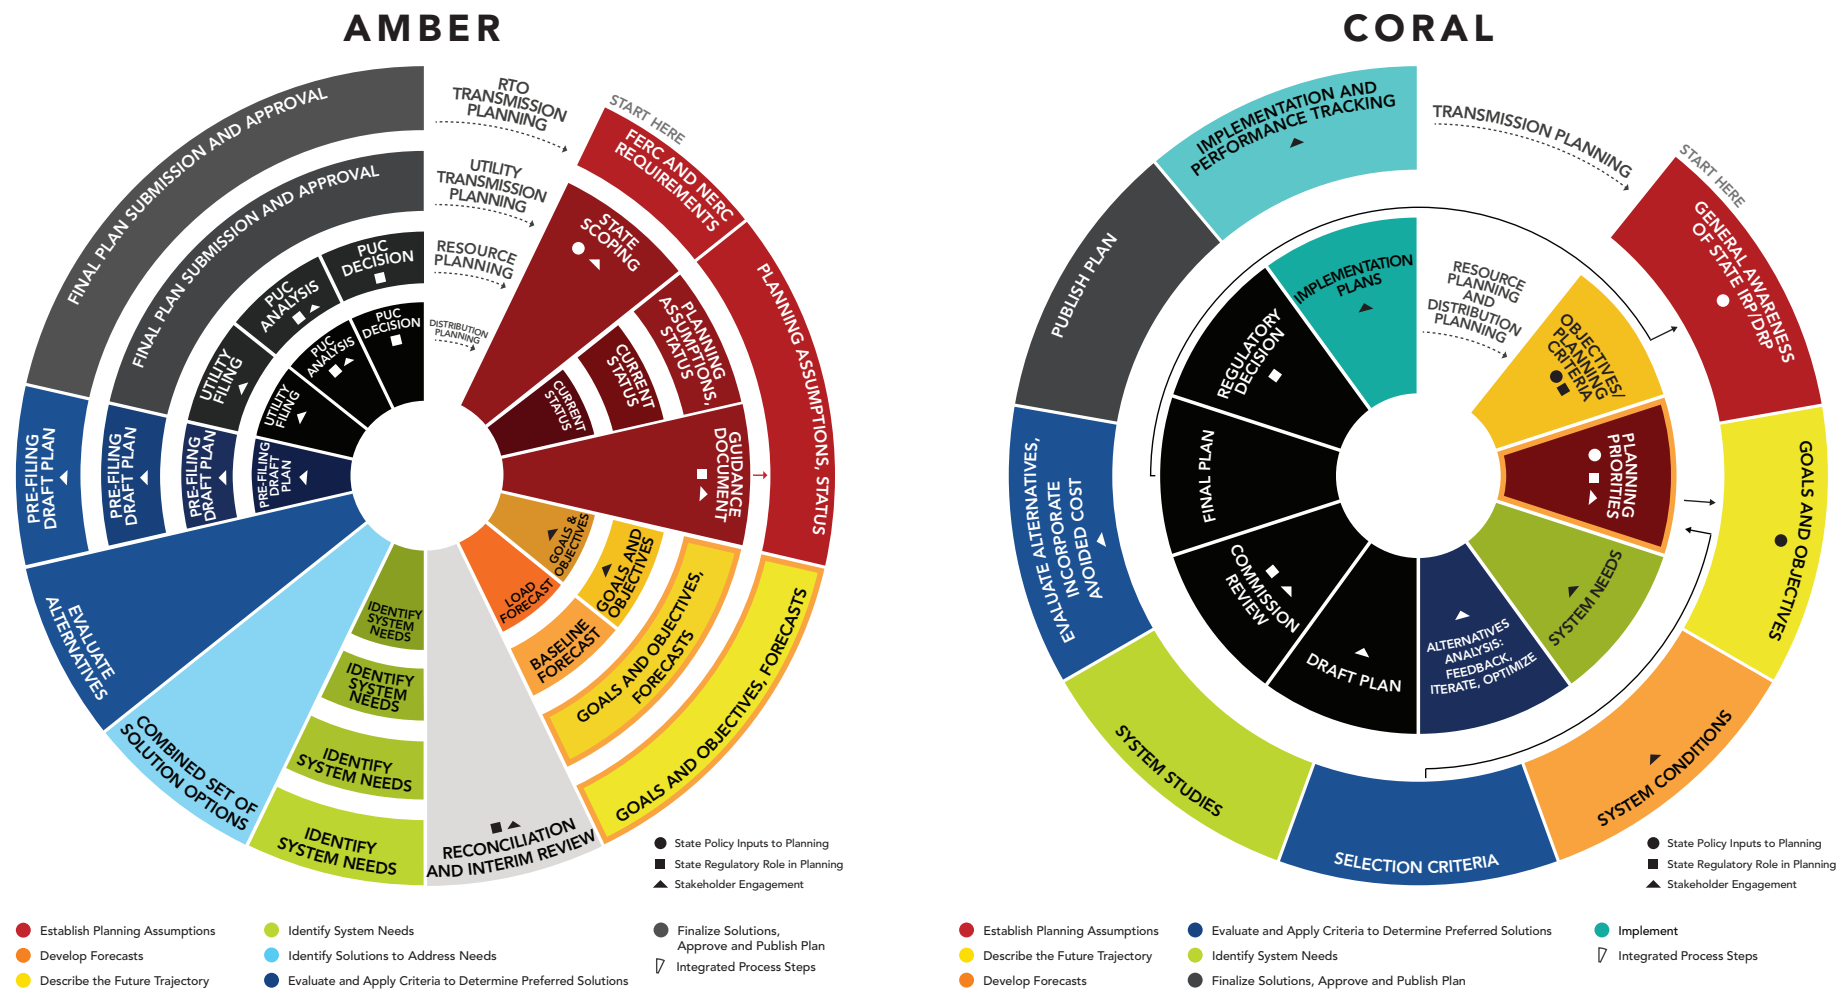 AMBER
RTO
TRANSMISSION
PLANNING
UTILITY
TRANSMISSION
PLANNING
RESOURCE
PLANNING
DISTRIBUTION
PLANNING
START HERE
FERC AND NERC
REQUIREMENTS
PLANNING ASSUMPTIONS, STATUS
STATE
SCOPING
PLANNING
ASSUMPTIONS,
STATUS
CURRENT
STATUS
CURRENT
STATUS
GUIDANCE
DOCUMENT
GOALS &
OBJECTIVES
LOAD
FORECAST
GOALS AND
OBJECTIVES
BASELINE
FORECAST
GOALS AND OBJECTIVES,
FORECASTS
GOALS AND OBJECTIVES, FORECASTS
RECONCILIATION
AND INTERIM REVIEW
IDENTIFY
SYSTEM
NEEDS
IDENTIFY
SYSTEM
NEEDS
IDENTIFY
SYSTEM NEEDS
IDENTIFY
SYSTEM NEEDS
COMBINED SET OF
SOLUTION OPTIONS
EVALUATE
ALTERNATIVES
PRE-FILING
DRAFT PLAN
PRE-FILING
DRAFT PLAN
PRE-FILING
DRAFT PLAN
PRE-FILING
DRAFT
PLAN
FINAL PLAN SUBMISSION AND APPROVAL
FINAL PLAN SUBMISSION AND APPROVAL
UTILITY
FILING
PUC
ANALYSIS
PUC
DECISION
UTILITY
FILING
PUC
ANALYSIS
PUC
DECISION
State Policy Inputs to Planning
State Regulatory Role in Planning
Stakeholder Engagement
Establish Planning Assumptions
Develop Forecasts
Describe the Future Trajectory
Identify System Needs
Identify Solutions to Address Needs
Evaluate and Apply Criteria to Determine Preferred Solutions
Finalize Solutions,
Approve and Publish Plan
Integrated Process Steps
CORAL
TRANSMISSION PLANNING
START HERE
GENERAL AWARENESS
OF STATE IRP/DRP
GOALS AND OBJECTIVES
SYSTEM CONDITIONS
SELECTION CRITERIA
SYSTEM STUDIES
EVALUATE ALTERNATIVES,
INCORPORATE
AVOIDED COST
PUBLISH PLAN
IMPLEMENTATION AND
PERFORMANCE TRACKING
RESOURCE
PLANNING
AND
DISTRIBUTION
PLANNING
OBJECTIVES/
PLANNING
CRITERIA
PLANNING
PRIORITIES
SYSTEM NEEDS
ALTERNATIVES
ANALYSIS:
FEEDBACK,
ITERATE, OPTIMIZE
DRAFT PLAN
COMMISSION
REVIEW
FINAL PLAN
REGULATORY
DECISION
IMPLEMENTATION
PLANS
State Policy Inputs to Planning
State Regulatory Role in Planning
Stakeholder Engagement
Establish Planning Assumptions
Describe the Future Trajectory
Develop Forecasts
Evaluate and Apply Criteria to Determine Preferred Solutions
Identify System Needs
Finalize Solutions, Approve and Publish Plan
Implement
Integrated Process Steps